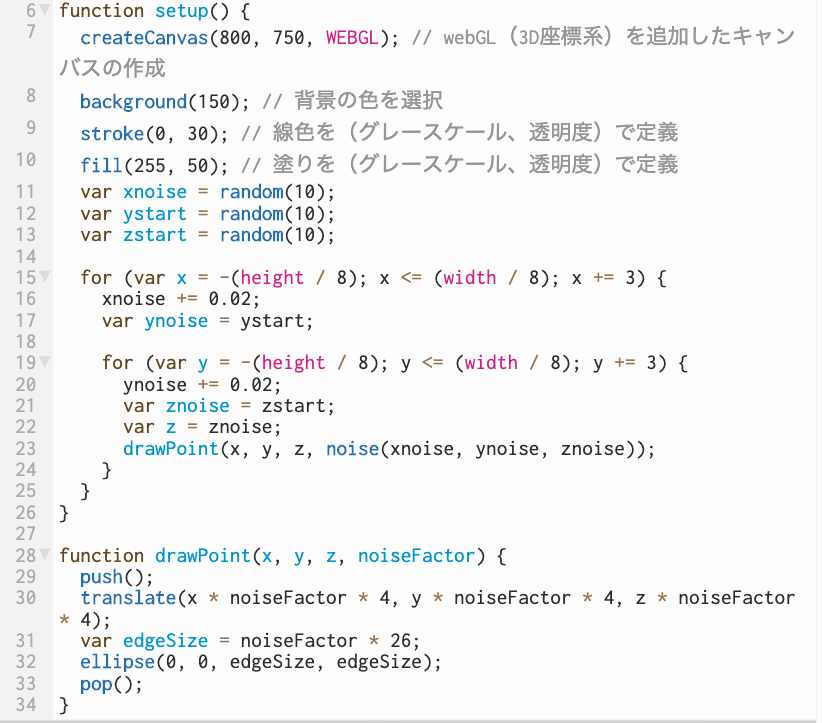 6 function setup() {
7 createCanvas(800, 750, WEBGL); // webGL（3D座標系）を追加したキャン
バスの作成
8 background(150); // 背景の色を選択
9 stroke(0, 30); // 線色を（グレースケール、透明度）で定義
10 fill(255, 50); // 塗りを（グレースケール、透明度）で定義
11 var xnoise = random(10);
12 var ystart = random(10);
13 var zstart = random(10);
14
15 for (var x = -(height / 8); x <= (width / 8); x += 3) {
16 xnoise += 0.02;
17 var ynoise = ystart;
18
19 for (var y = -(height / 8); y <= (width / 8); y += 3) {
20 ynoise += 0.02;
21 var znoise = zstart;
22 var z = znoise;
23 drawPoint(x, y, z, noise(xnoise, ynoise, znoise));
24 }
25 }
26 }
27
28 function drawPoint(x, y, z, noiseFactor) {
29 push();
30 translate(x * noiseFactor * 4, y * noiseFactor * 4, z * noiseFactor
* 4);
31 var edgeSize = noiseFactor * 26;
32 ellipse(0, 0, edgeSize, edgeSize);
33 pop();
34 }